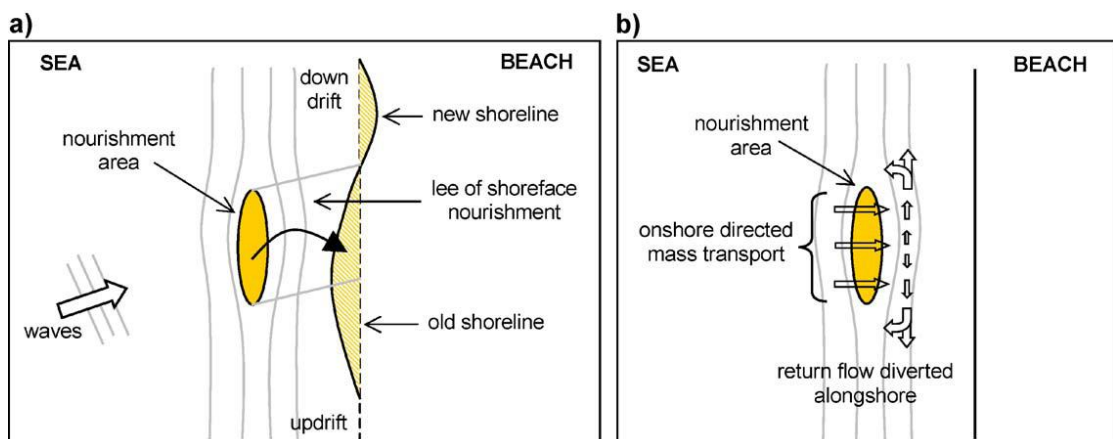 a)
SEA
BEACH
down
drift
new shoreline
nourishment
area
lee of shoreface
nourishment
waves
old shoreline
updrift
b)
SEA
BEACH
nourishment
area
onshore directed
mass transport
return flow diverted
alongshore